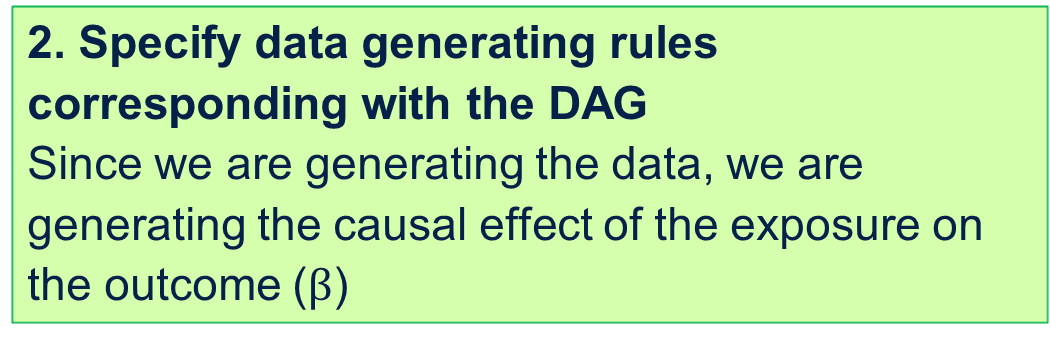 2. Specify data generating rules
corresponding with the DAG
Since we are generating the data, we are
generating the causal effect of the exposure on
the outcome (β)